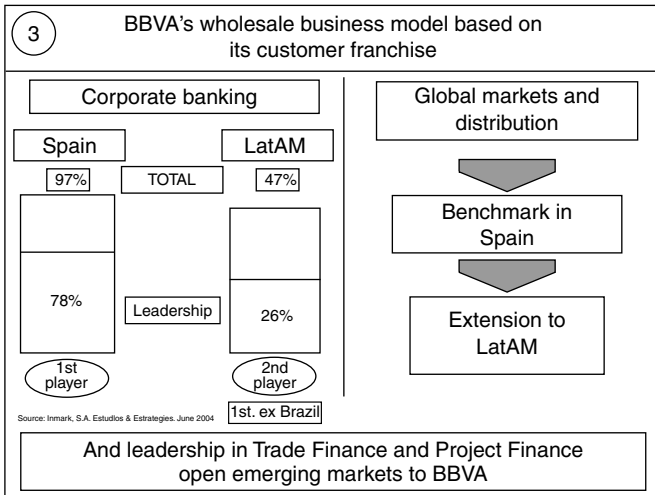 3
BBVA's wholesale business model based on
its customer franchise
Corporate banking
Spain
LatAM
97%
TOTAL
47%
78%
Leadership
26%
1st
player
2nd
player
1st. ex Brazil
Source: Inmark, S.A. Estudlos & Estrategies. June 2004
Global markets and
distribution
Benchmark in
Spain
Extension to
LatAM
And leadership in Trade Finance and Project Finance
open emerging markets to BBVA